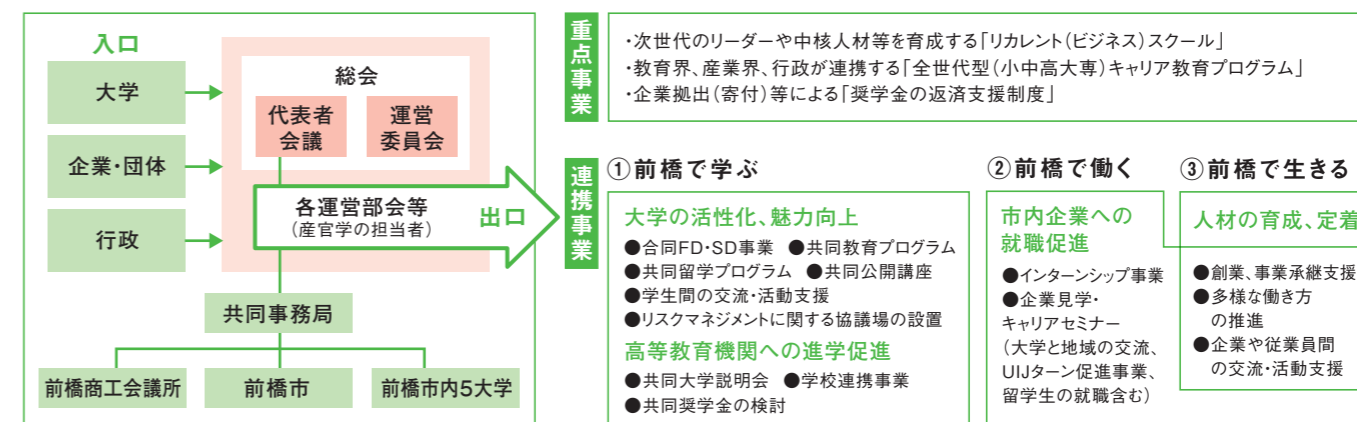 入口
大学
企業・団体
行政
総会
代表者
会議
運営
委員会
各運営部会等
(産官学の担当者)
出口
共同事務局
前橋商工会議所
前橋市
前橋市内5大学
重点事業
・次世代のリーダーや中核人材等を育成する「リカレント(ビジネス)スクール」
・教育界、産業界、行政が連携する「全世代型(小中高大専)キャリア教育プログラム」
・企業拠出(寄付)等による「奨学金の返済支援制度」
連携事業
①前橋で学ぶ
大学の活性化、魅力向上
●合同FD・SD事業 ●共同教育プログラム
●共同留学プログラム ●共同公開講座
●学生間の交流・活動支援
●リスクマネジメントに関する協議場の設置
高等教育機関への進学促進
●共同大学説明会 ●学校連携事業
●共同奨学金の検討
②前橋で働く
市内企業への
就職促進
●インターンシップ事業
●企業見学・
キャリアセミナー
(大学と地域の交流、
UIJターン促進事業、
留学生の就職含む)
③前橋で生きる
人材の育成、定着
●創業、事業承継支援
●多様な働き方
の推進
●企業や従業員間
の交流・活動支援